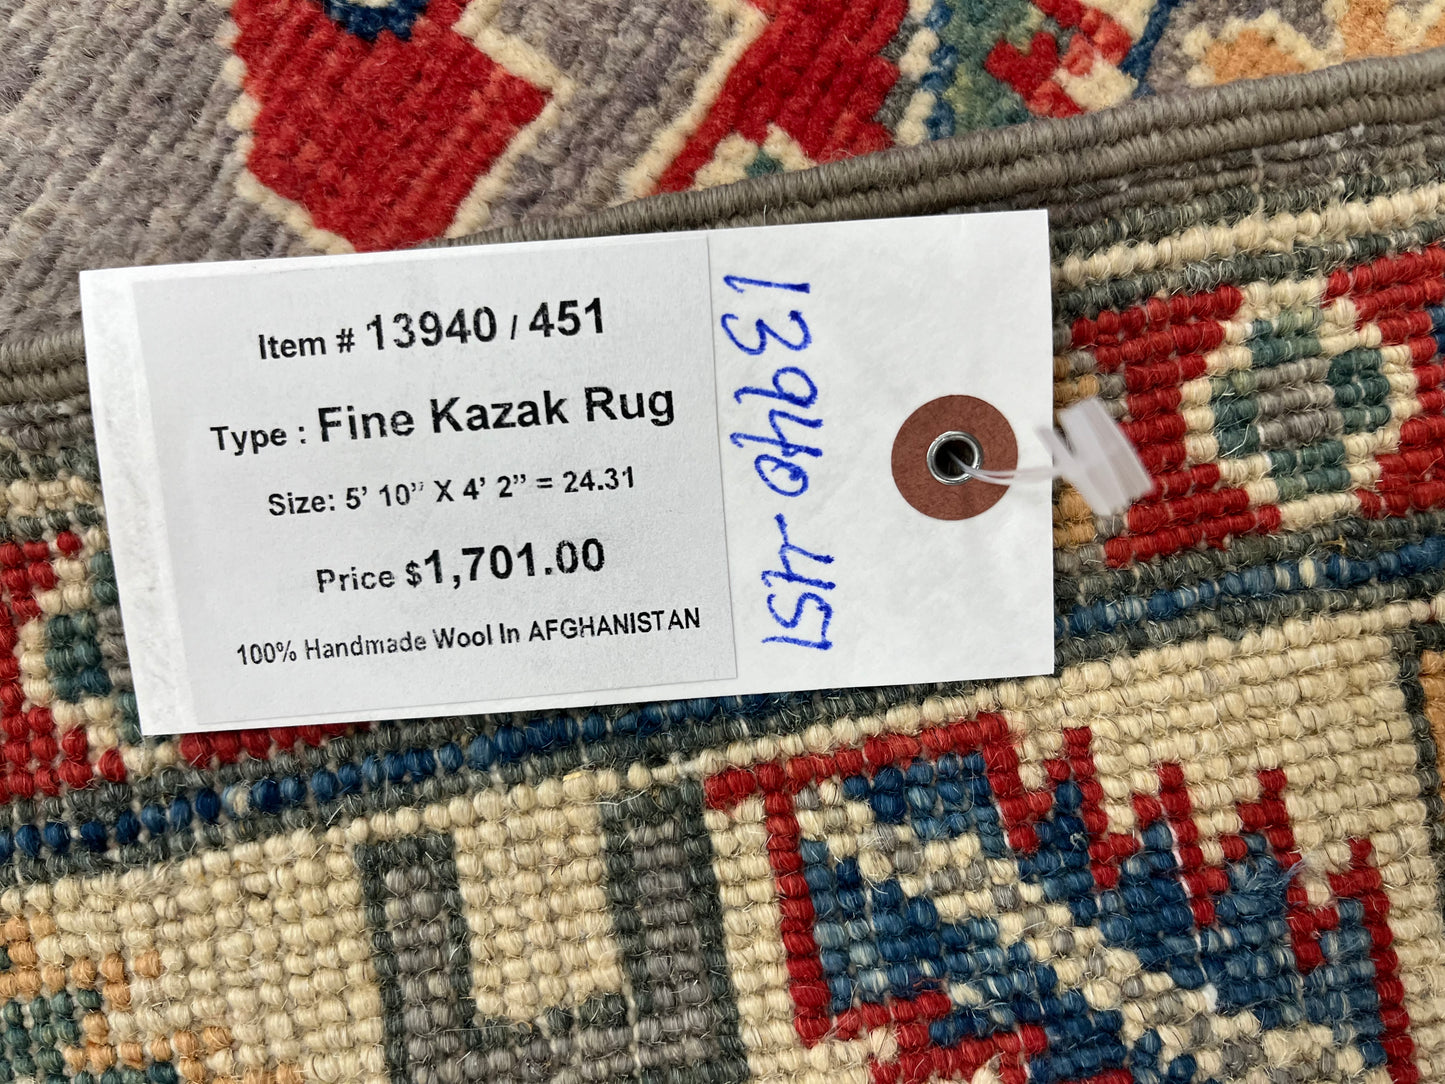 Item # 13940 / 451
Type : Fine Kazak Rug
Size: 5’ 10” X 4’ 2” = 24.31
Price $1,701.00
100% Handmade Wool In AFGHANISTAN
13940 451